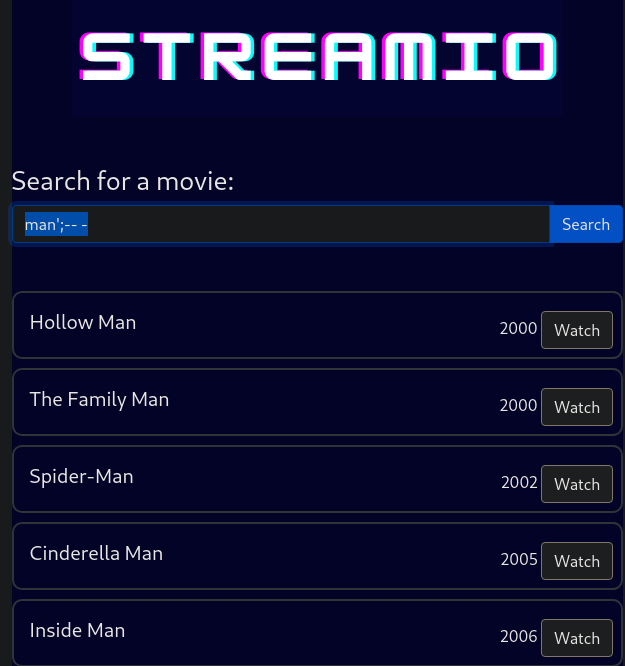 STREAMIO
Search for a movie:
man';-- -
Search
Hollow Man
2000
Watch
The Family Man
2000
Watch
Spider-Man
2002
Watch
Cinderella Man
2005
Watch
Inside Man
2006
Watch